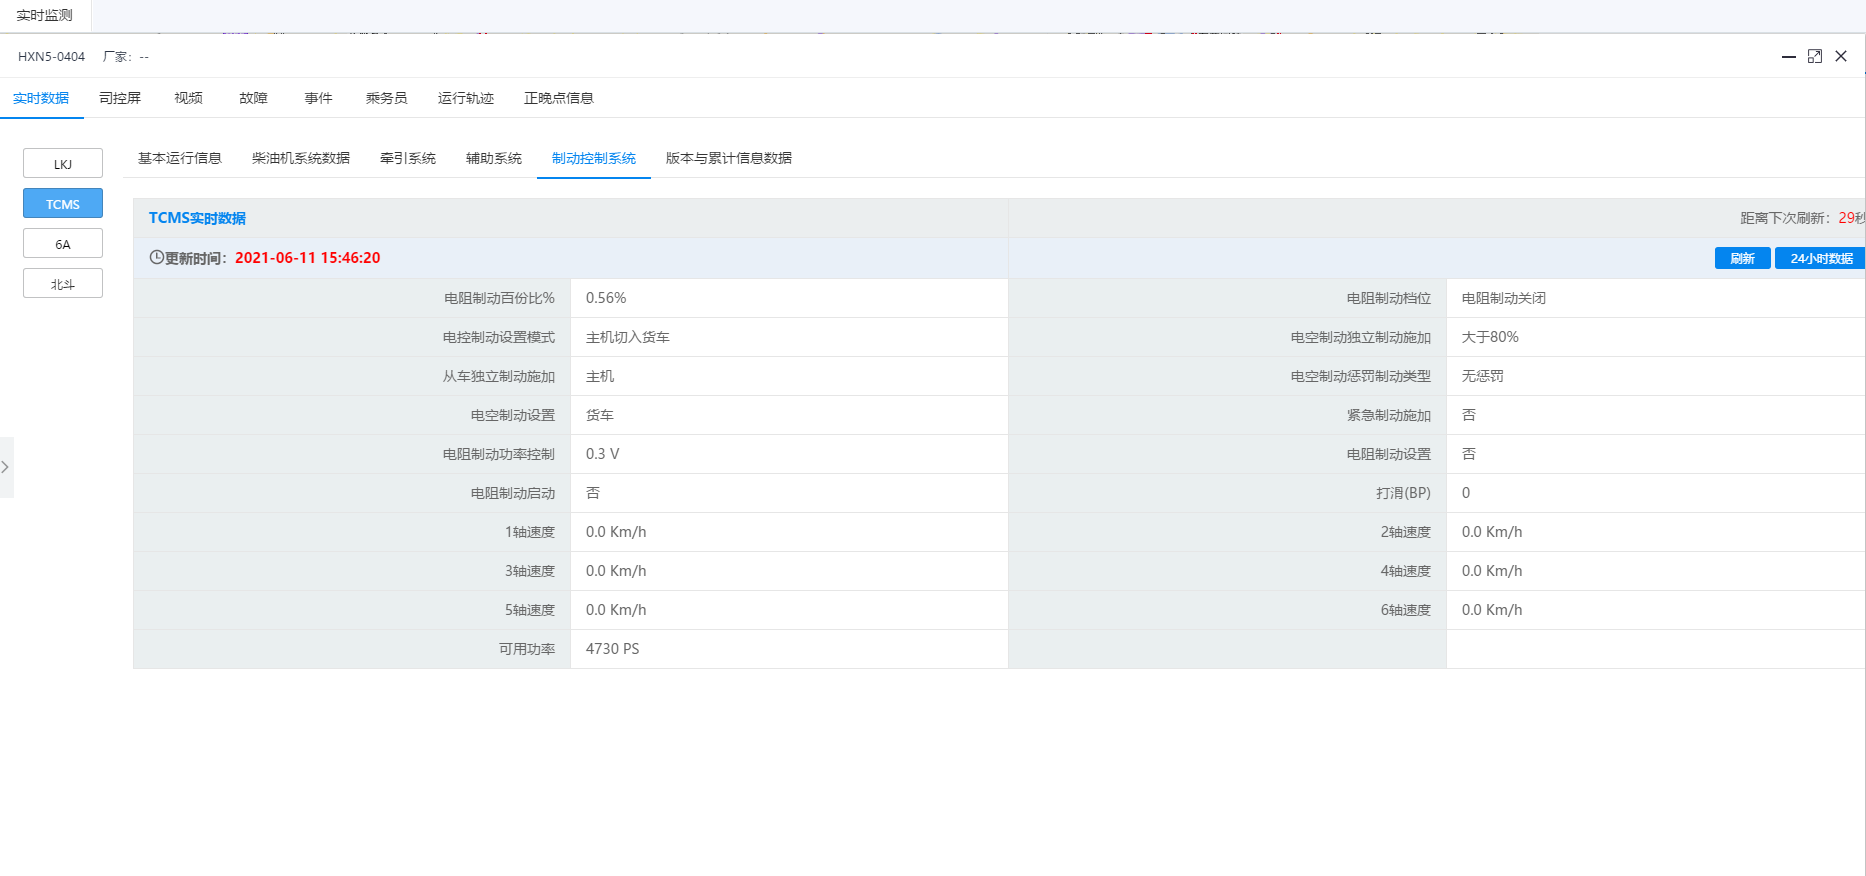 实时监测
HXN5-0404 厂家：--
实时数据 司控屏 视频 故障 事件 乘务员 运行轨迹 正晚点信息
LKJ
TCMS
6A
北斗
基本运行信息 柴油机系统数据 牵引系统 辅助系统 制动控制系统 版本与累计信息数据
TCMS实时数据 距离下次刷新：29秒
更新时间：2021-06-11 15:46:20 刷新 24小时数据
电阻制动百份比% 0.56% 电阻制动档位 电阻制动关闭
电控制动设置模式 主机切入货车 电空制动独立制动施加 大于80%
从车独立制动施加 主机 电空制动惩罚制动类型 无惩罚
电空制动设置 货车 紧急制动施加 否
电阻制动功率控制 0.3 V 电阻制动设置 否
电阻制动启动 否 打滑(BP) 0
1轴速度 0.0 Km/h 2轴速度 0.0 Km/h
3轴速度 0.0 Km/h 4轴速度 0.0 Km/h
5轴速度 0.0 Km/h 6轴速度 0.0 Km/h
可用功率 4730 PS